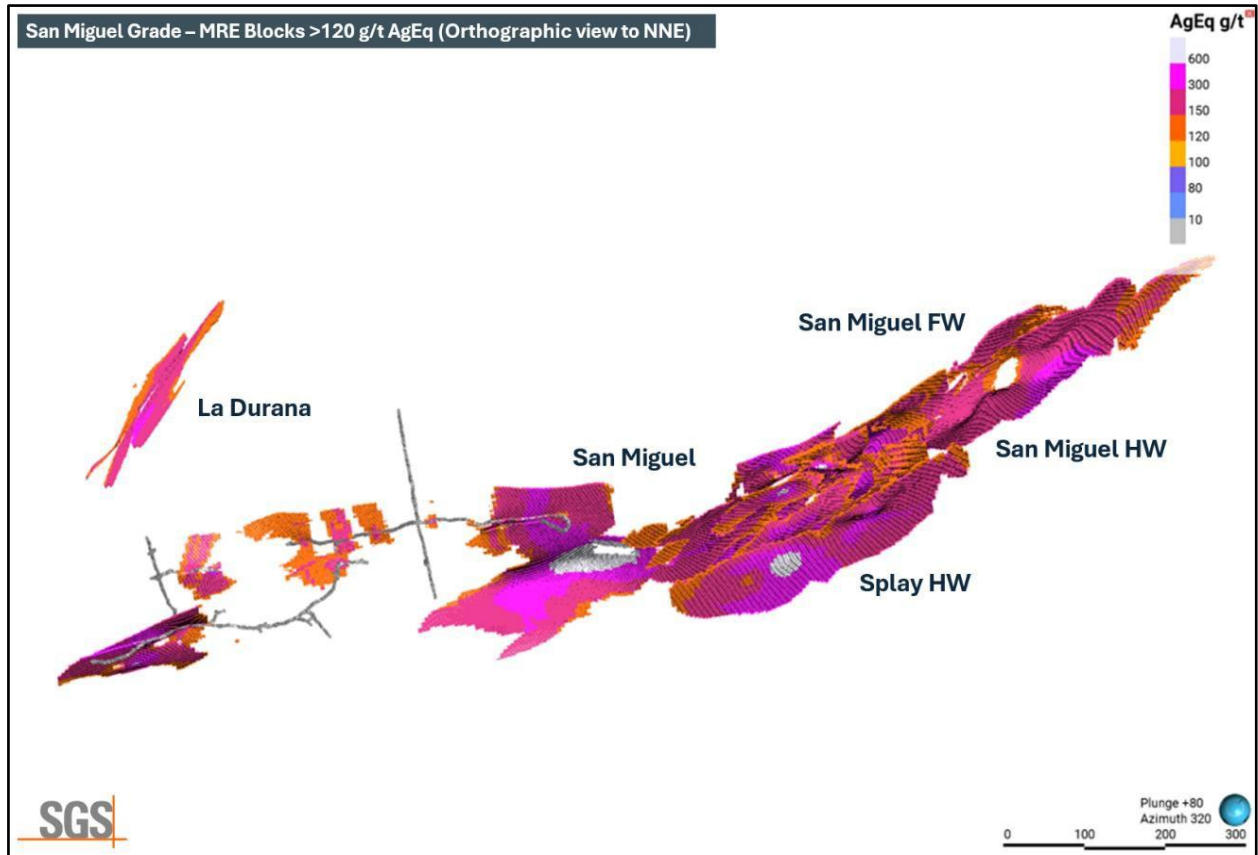 San Miguel Grade – MRE Blocks >120 g/t AgEq (Orthographic view to NNE)
AgEq g/t
600
300
150
120
100
80
10
San Miguel FW
La Durana
San Miguel
San Miguel HW
Splay HW
SGS
Plunge +80
Azimuth 320
0 100 200 300